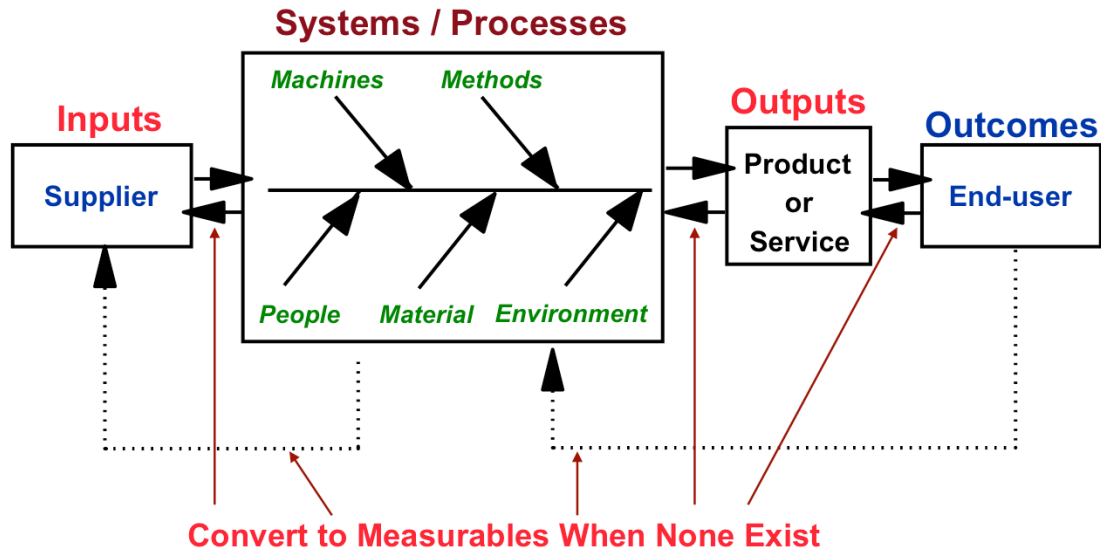 Systems / Processes
Machines
Methods
Inputs
Outputs
Outcomes
Supplier
Product
or
Service
End-user
People
Material
Environment
Convert to Measurables When None Exist